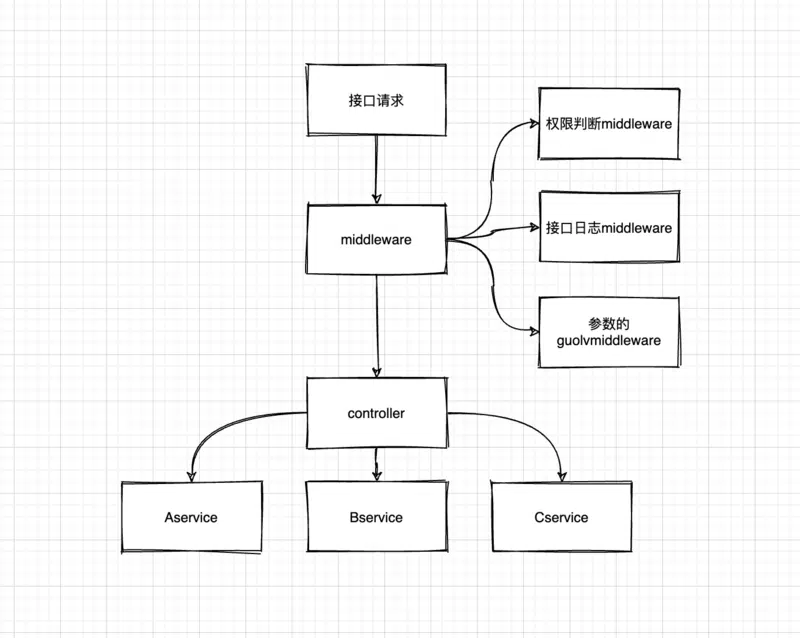 接口请求
权限判断middleware
middleware
接口日志middleware
参数的
guolvmiddleware
controller
Aservice
Bservice
Cservice